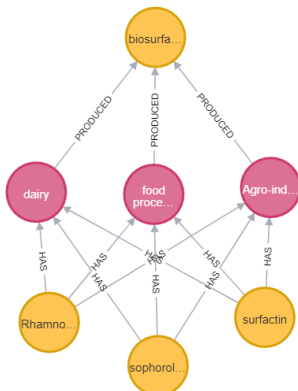 biosurfa...
PRODUCED
PRODUCED
PRODUCED
dairy
food
proce...
Agro-ind...
HAS
HAS
HAS
HAS
HAS
HAS
HAS
HAS
HAS
Rhamno...
surfactin
sophorol...